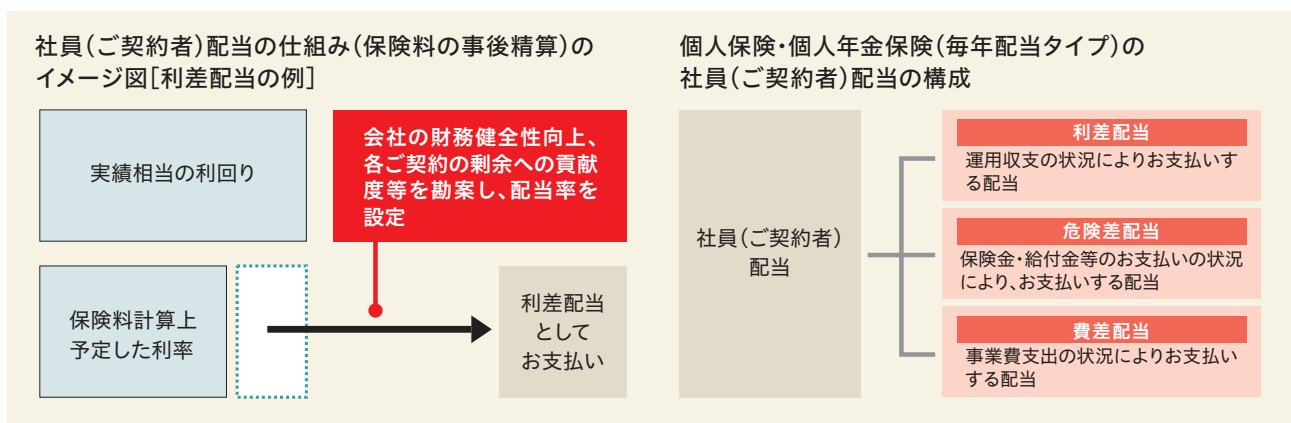 社員(ご契約者)配当の仕組み(保険料の事後精算)の
イメージ図[利差配当の例]
実績相当の利回り
会社の財務健全性向上、
各ご契約の剰余への貢献
度等を勘案し、配当率を
設定
保険料計算上
予定した利率
利差配当
として
お支払い
個人保険・個人年金保険(毎年配当タイプ)の
社員(ご契約者)配当の構成
社員(ご契約者)
配当
利差配当
運用収支の状況によりお支払いす
る配当
危険差配当
保険金・給付金等のお支払いの状況
により、お支払いする配当
費差配当
事業費支出の状況によりお支払い
する配当